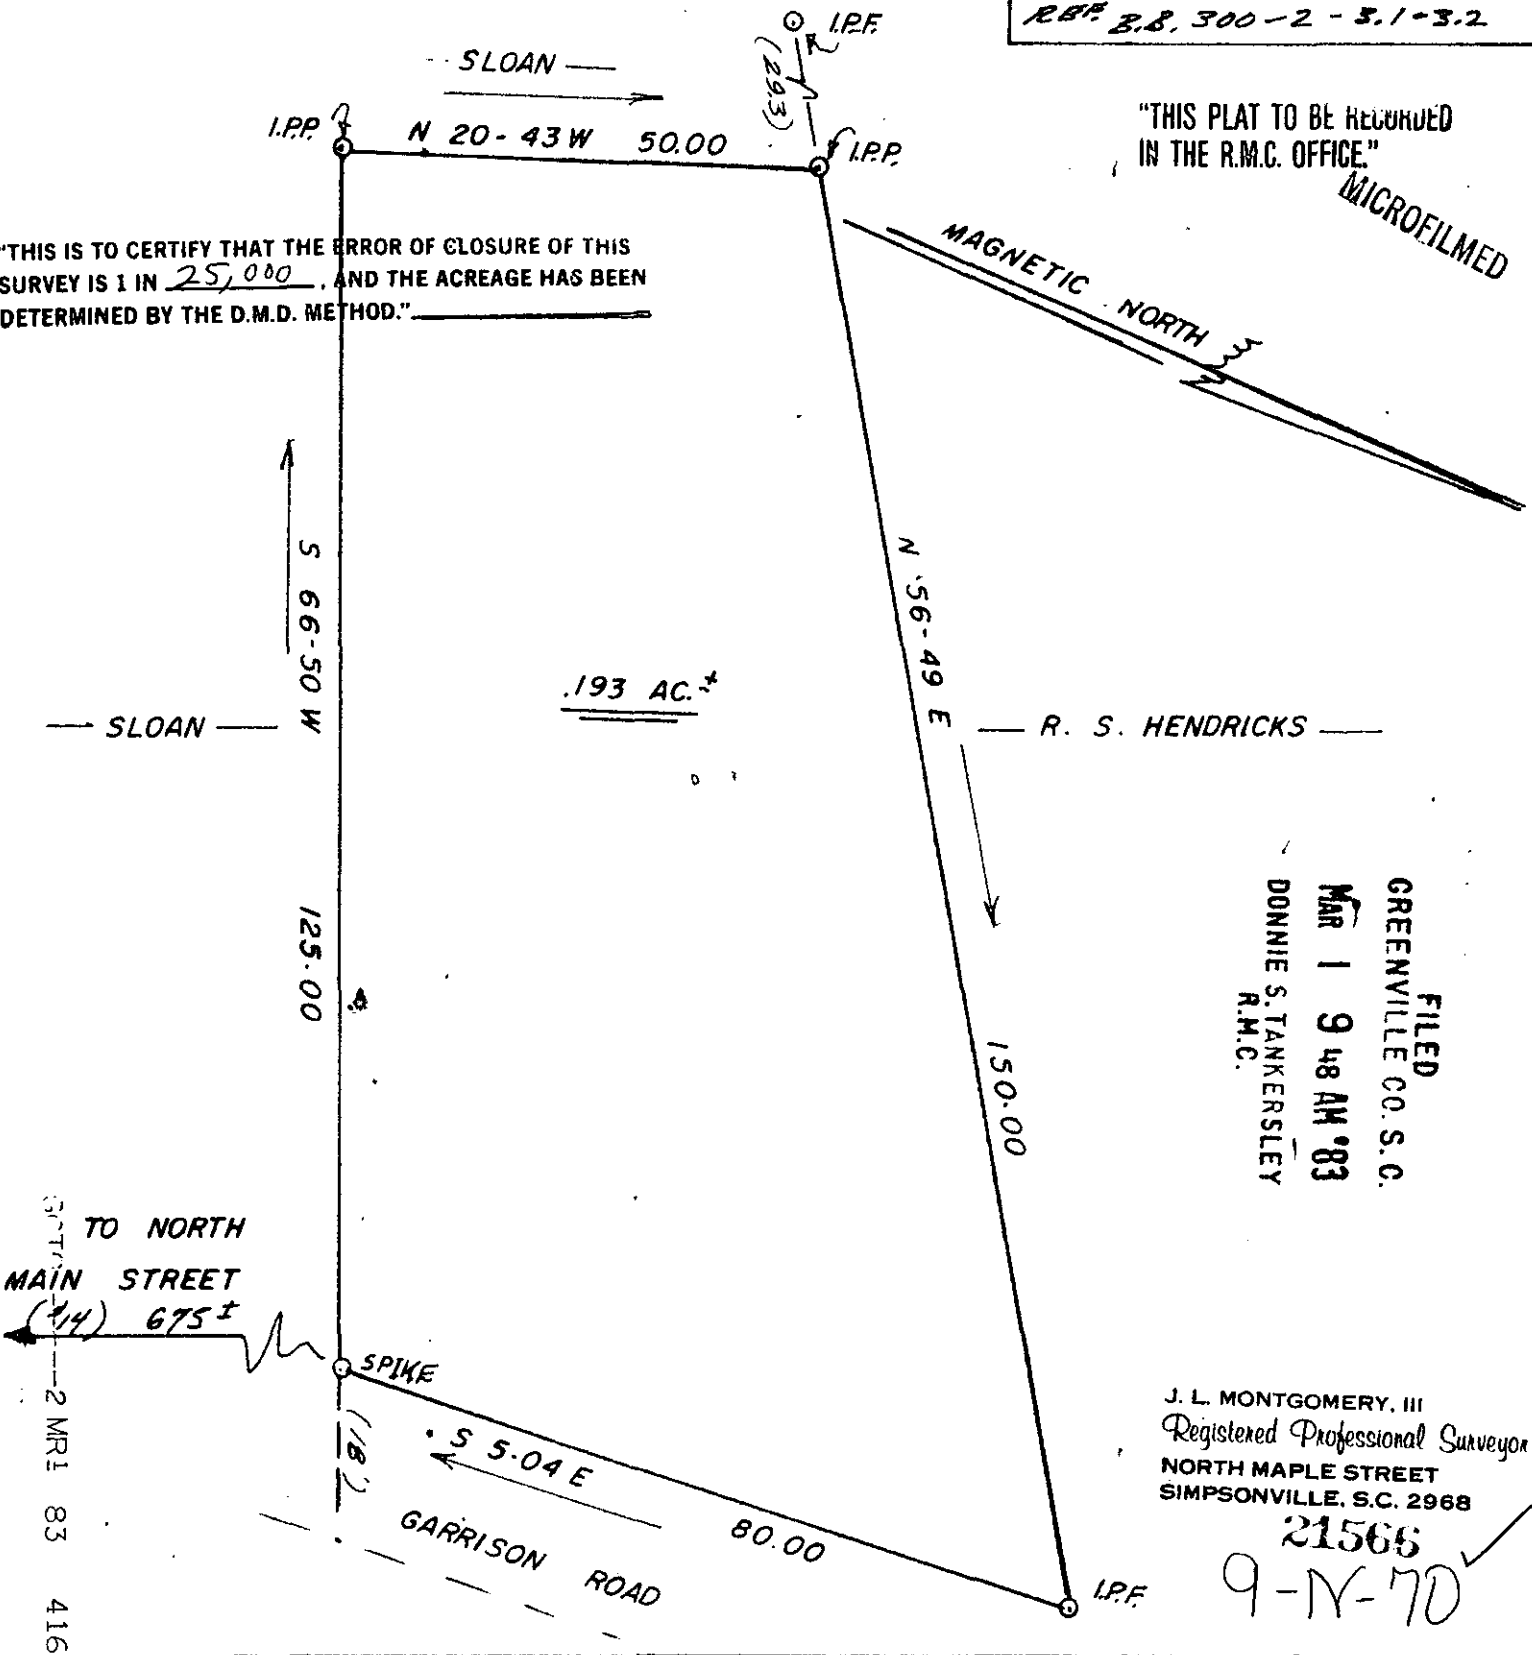 REF. B.B. 300-2-3.1-3.2
I.P.F.
(293)
SLOAN
I.P.P.
N 20-43 W 50.00
I.P.P.
"THIS PLAT TO BE RECORDED
IN THE R.M.C. OFFICE."
MICROFILMED
"THIS IS TO CERTIFY THAT THE ERROR OF CLOSURE OF THIS
SURVEY IS 1 IN 25,000, AND THE ACREAGE HAS BEEN
DETERMINED BY THE D.M.D. METHOD."
MAGNETIC NORTH
S 66-50 W 125.00
N 56-49 E 150.00
.193 AC.±
SLOAN
R. S. HENDRICKS
FILED
GREENVILLE CO. S.C.
MAR 1 9 48 AM '83
DONNIE S. TANKERSLEY
R.M.C.
TO NORTH
MAIN STREET
(#14) 675±
SPIKE
(18')
S 5-04 E 80.00
GARRISON ROAD
I.P.F.
2 MR1 83 416
J. L. MONTGOMERY, III
Registered Professional Surveyor
NORTH MAPLE STREET
SIMPSONVILLE, S.C. 2968
21566
9-N-70